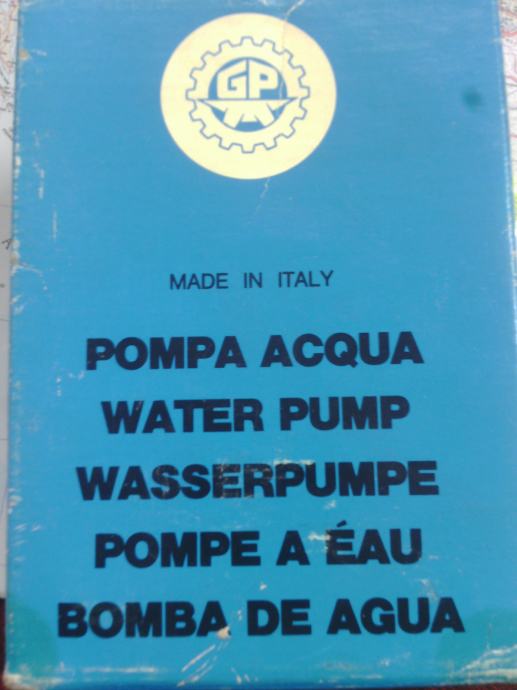 GP
MADE IN ITALY
POMPA ACQUA
WATER PUMP
WASSERPUMPE
POMPE A ÉAU
BOMBA DE AGUA